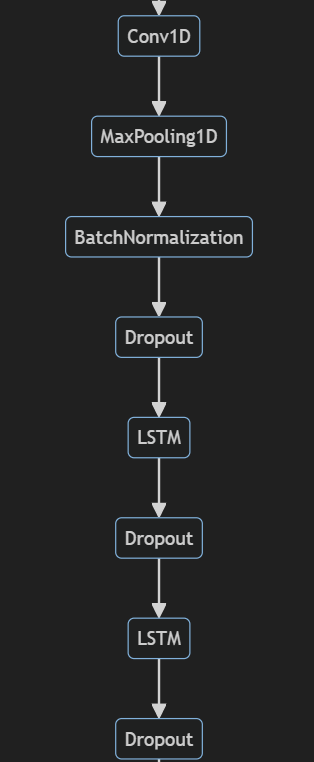 Conv1D
MaxPooling1D
BatchNormalization
Dropout
LSTM
Dropout
LSTM
Dropout